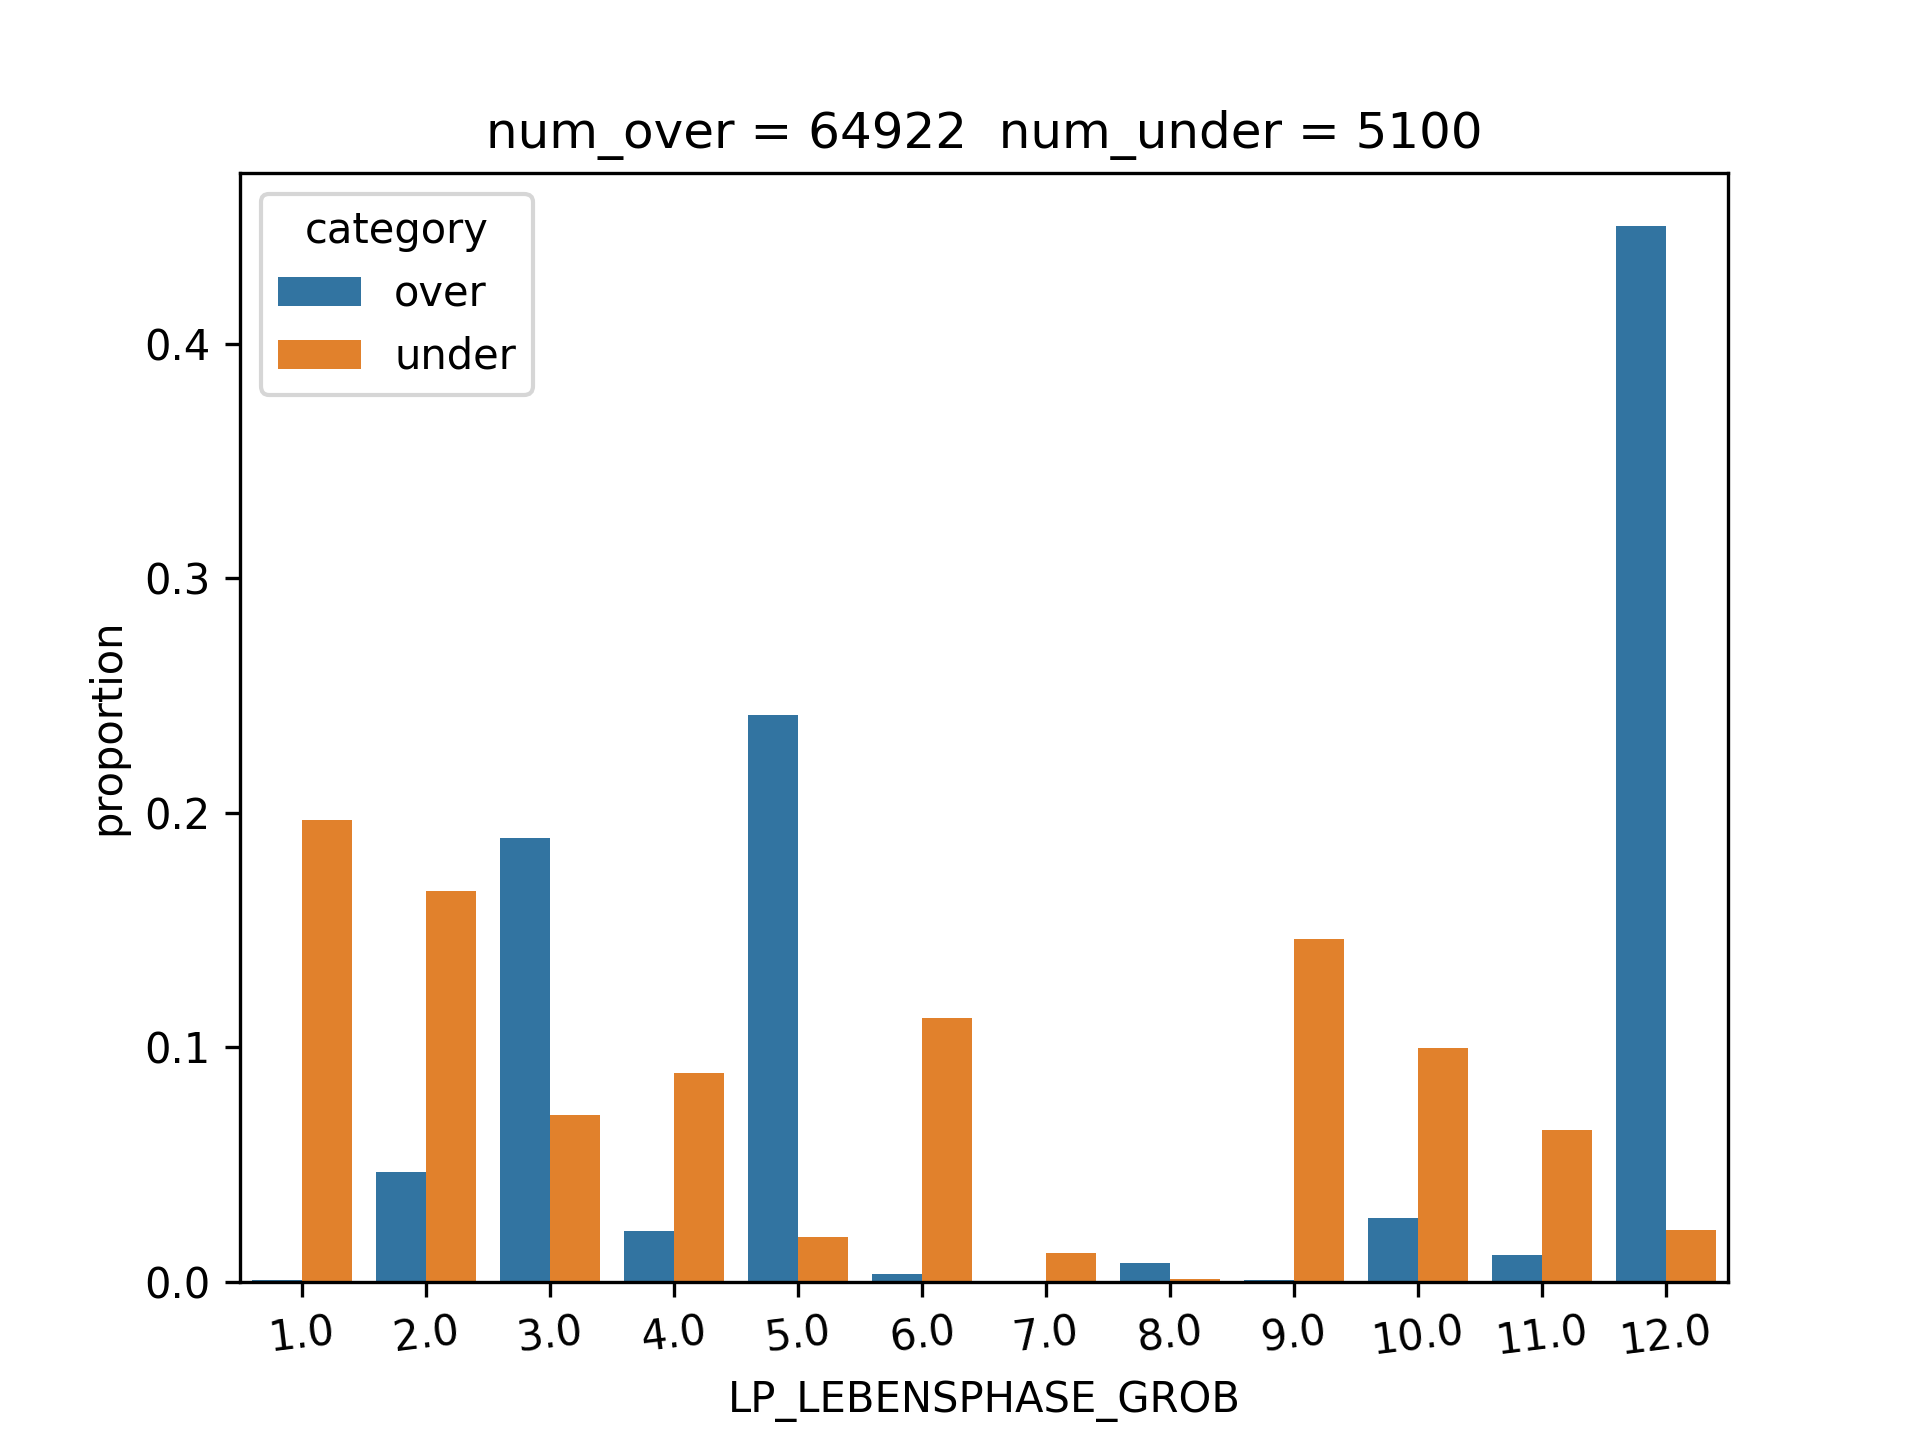 num_over = 64922  num_under = 5100
category
over
under
0.4
0.3
0.2
0.1
0.0
proportion
1.0 2.0 3.0 4.0 5.0 6.0 7.0 8.0 9.0 10.0 11.0 12.0
LP_LEBENSPHASE_GROB